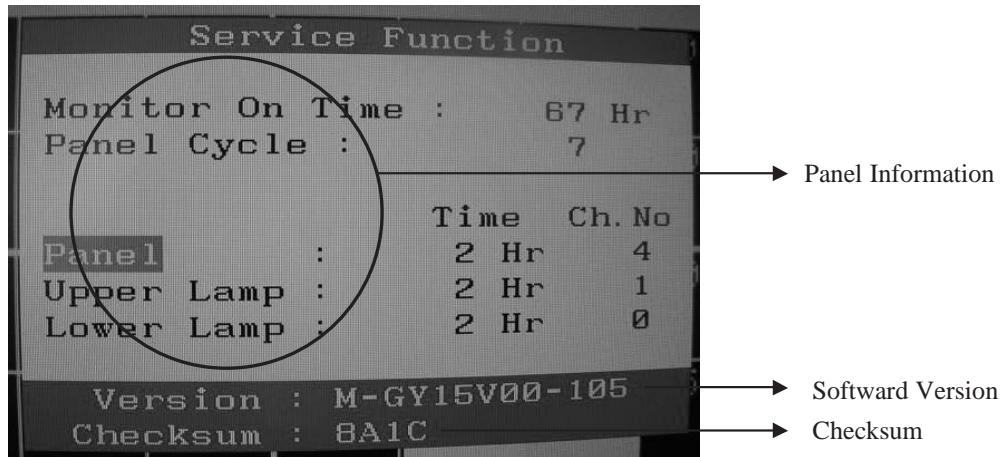 Service Function
Monitor On Time : 67 Hr
Panel Cycle : 7
Panel Information
Time Ch.No
Panel : 2 Hr 4
Upper Lamp : 2 Hr 1
Lower Lamp : 2 Hr 0
Version : M-GY15V00-105
Softward Version
Checksum : 8A1C
Checksum